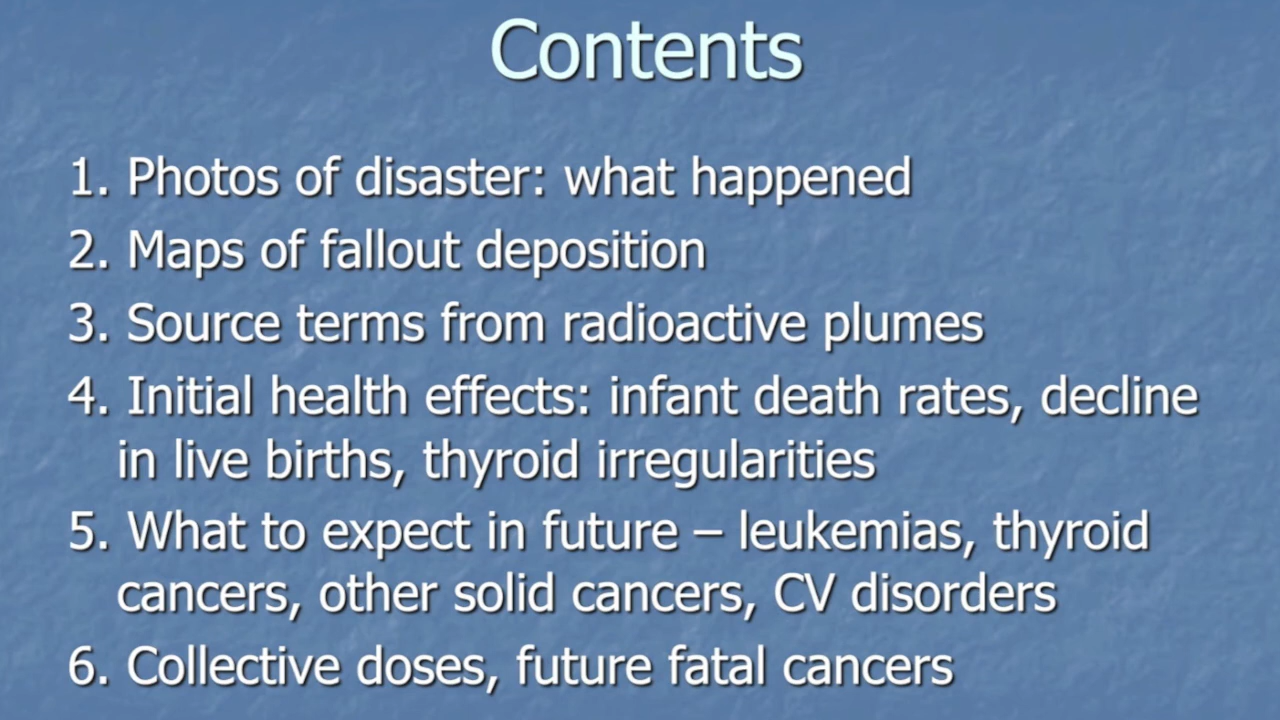 Contents
1. Photos of disaster: what happened
2. Maps of fallout deposition
3. Source terms from radioactive plumes
4. Initial health effects: infant death rates, decline
in live births, thyroid irregularities
5. What to expect in future – leukemias, thyroid
cancers, other solid cancers, CV disorders
6. Collective doses, future fatal cancers